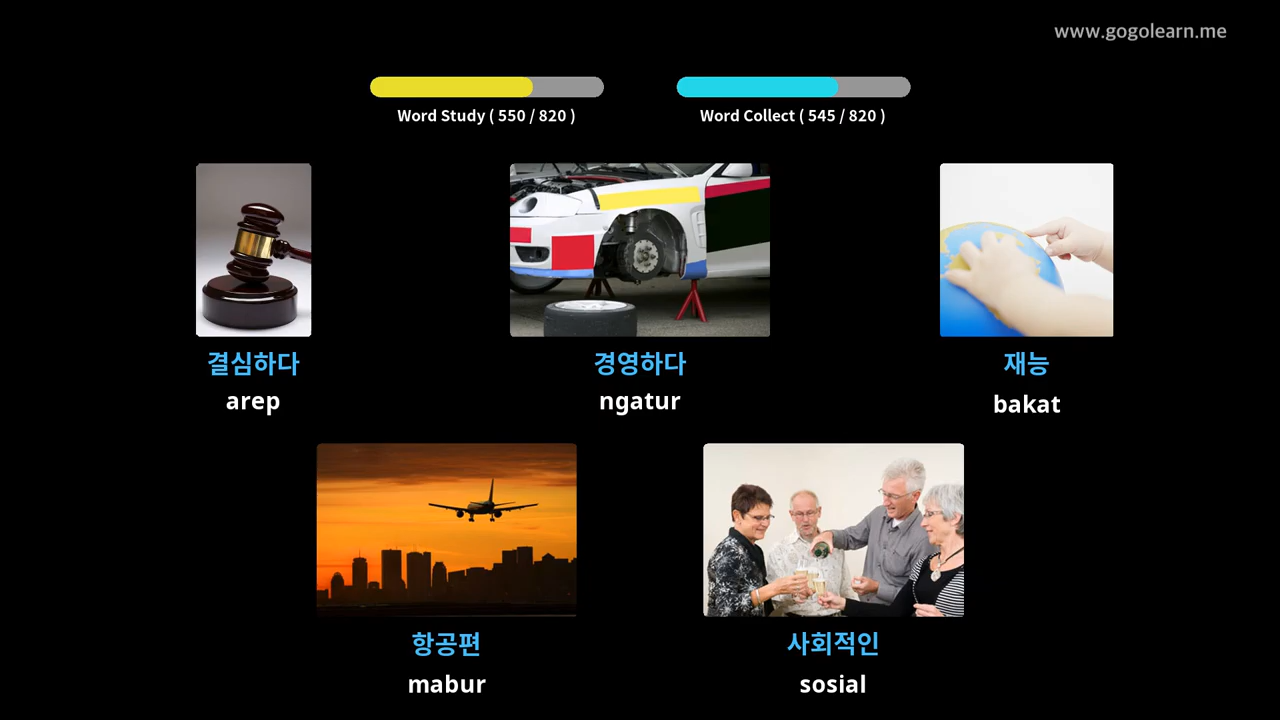 www.gogolearn.me
Word Study ( 550 / 820 )
Word Collect ( 545 / 820 )
결심하다
arep
경영하다
ngatur
재능
bakat
항공편
mabur
사회적인
sosial